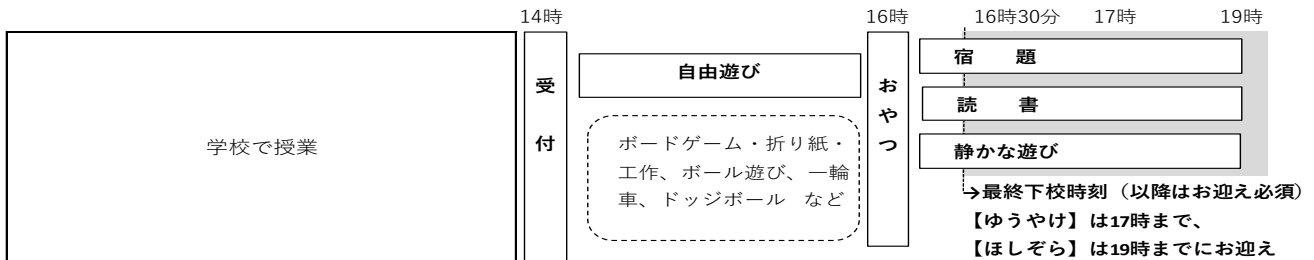 14時
16時
16時30分
17時
19時
学校で授業
受付
自由遊び
ボードゲーム・折り紙・
工作、ボール遊び、一輪
車、ドッジボール など
おやつ
宿 題
読 書
静かな遊び
→最終下校時刻（以降はお迎え必須）
【ゆうやけ】は17時まで、
【ほしぞら】は19時までにお迎え